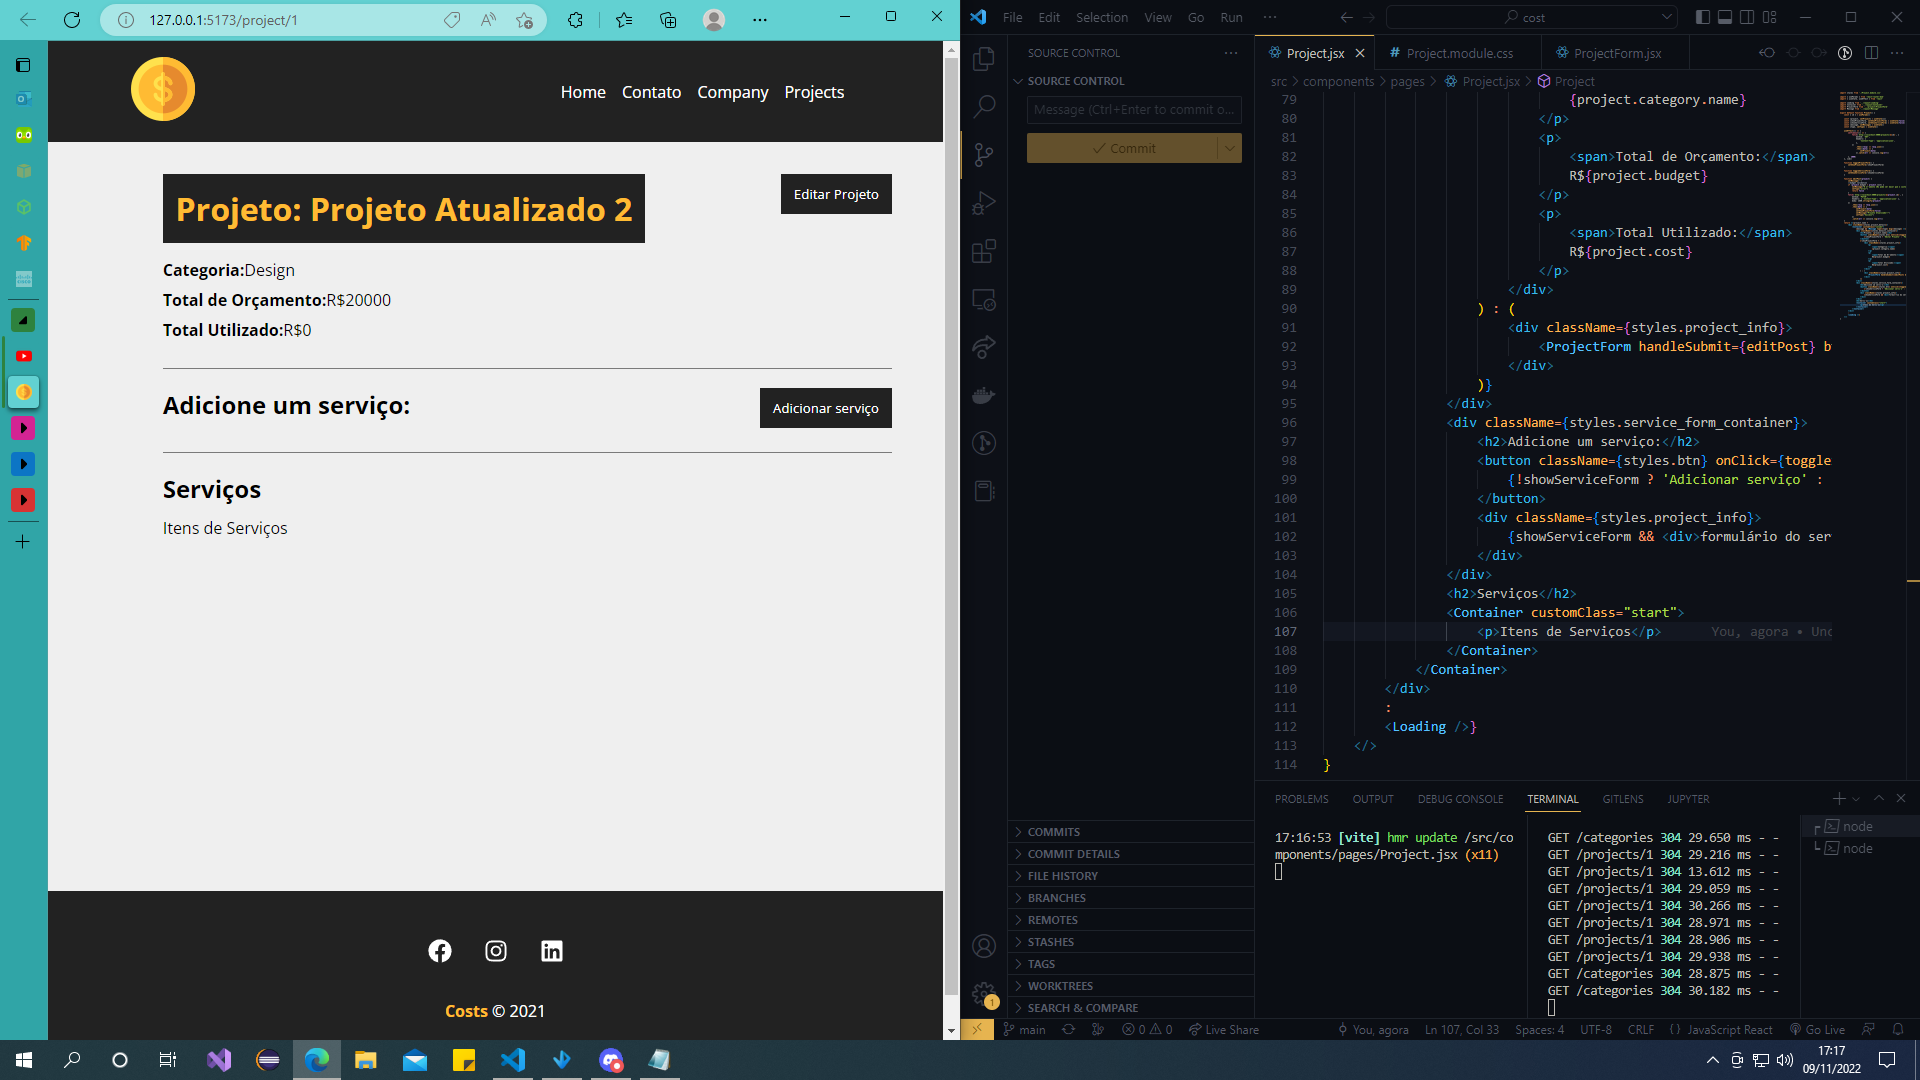 127.0.0.1:5173/project/1
Home Contato Company Projects
Projeto: Projeto Atualizado 2
Editar Projeto
Categoria:Design
Total de Orçamento:R$20000
Total Utilizado:R$0
Adicione um serviço:
Adicionar serviço
Serviços
Itens de Serviços
Costs © 2021
File Edit Selection View Go Run ···
cost
SOURCE CONTROL
SOURCE CONTROL
Message (Ctrl+Enter to commit o...
Commit
COMMITS
COMMIT DETAILS
FILE HISTORY
BRANCHES
REMOTES
STASHES
TAGS
WORKTREES
SEARCH & COMPARE
Project.jsx Project.module.css ProjectForm.jsx
src > components > pages > Project.jsx > Project
79 {project.category.name}
80 </p>
81 <p>
82 <span>Total de Orçamento:</span>
83 R${project.budget}
84 </p>
85 <p>
86 <span>Total Utilizado:</span>
87 R${project.cost}
88 </p>
89 </div>
90 ) : (
91 <div className={styles.project_info}>
92 <ProjectForm handleSubmit={editPost}
93 </div>
94 )}
95 </div>
96 <div className={styles.service_form_container}>
97 <h2>Adicione um serviço:</h2>
98 <button className={styles.btn} onClick={toggle
99 {!showServiceForm ? 'Adicionar serviço' :
100 </button>
101 <div className={styles.project_info}>
102 {showServiceForm && <div>formulário do ser
103 </div>
104 </div>
105 <h2>Serviços</h2>
106 <Container customClass="start">
107 <p>Itens de Serviços</p> You, agora • Unc
108 </Container>
109 </Container>
110 </div>
111 :
112 <Loading />}
113 </>
114 }
PROBLEMS OUTPUT DEBUG CONSOLE TERMINAL GITLENS JUPYTER
17:16:53 [vite] hmr update /src/co
mponents/pages/Project.jsx (x11)
GET /categories 304 29.650 ms - -
GET /projects/1 304 29.216 ms - -
GET /projects/1 304 13.612 ms - -
GET /projects/1 304 29.059 ms - -
GET /projects/1 304 30.266 ms - -
GET /projects/1 304 28.971 ms - -
GET /projects/1 304 28.906 ms - -
GET /projects/1 304 29.938 ms - -
GET /categories 304 28.875 ms - -
GET /categories 304 30.182 ms - -
node
node
1
main 0 0 Live Share You, agora Ln 107, Col 33 Spaces: 4 UTF-8 CRLF {} JavaScript React Go Live
17:17
09/11/2022